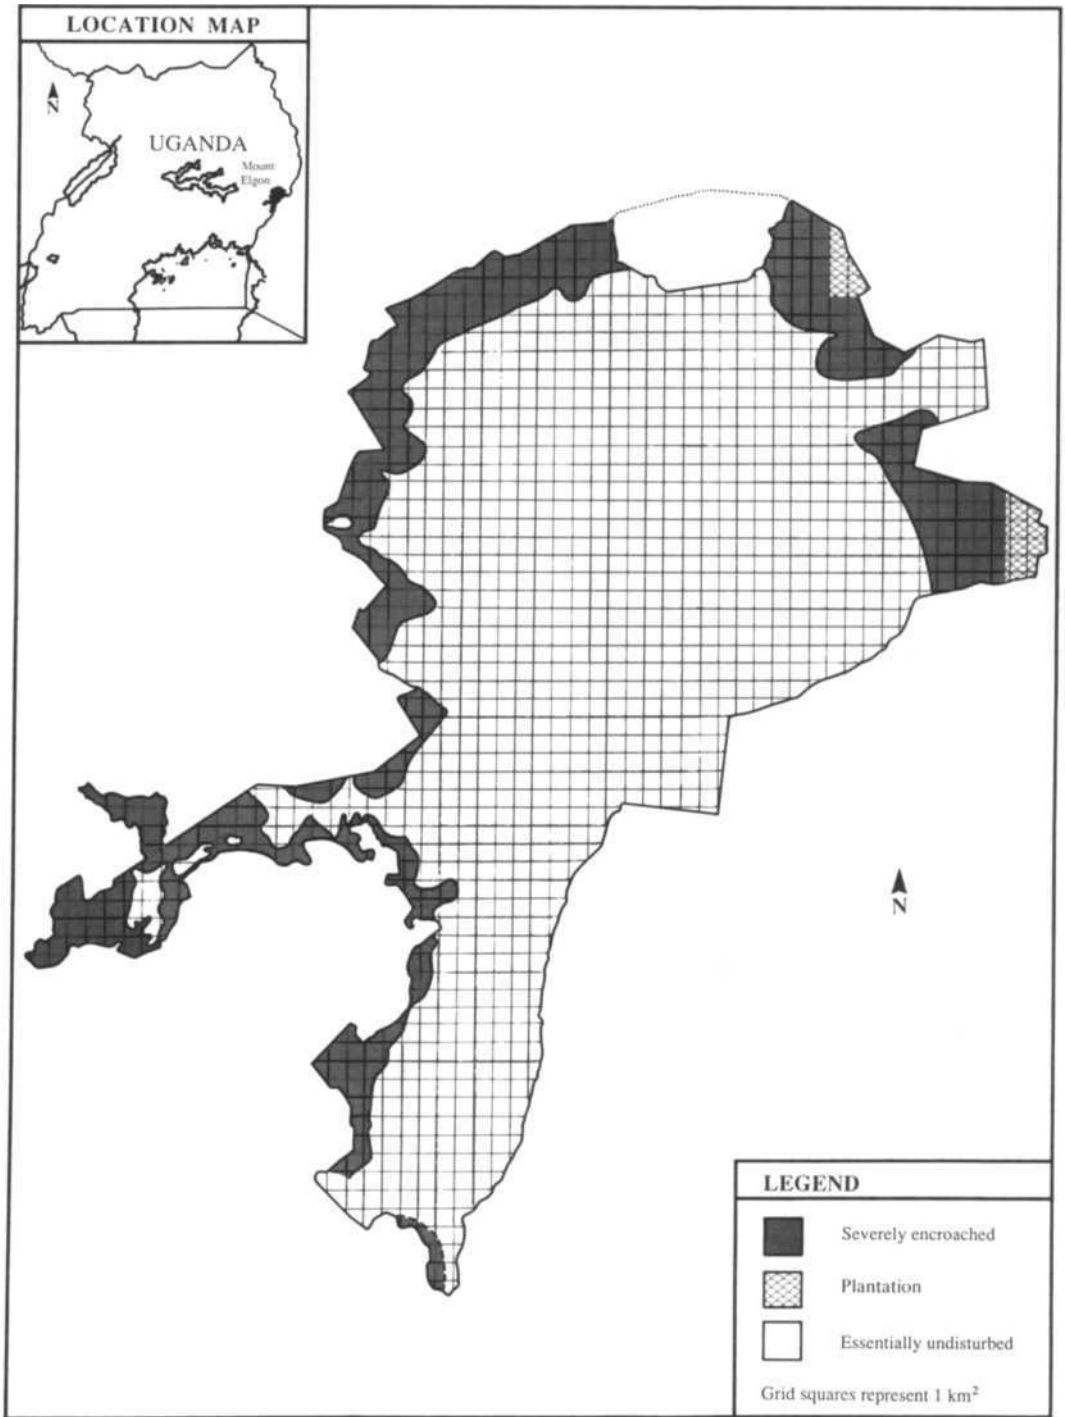 LOCATION MAP
N
UGANDA
Mount
Elgon
N
LEGEND
Severely encroached
Plantation
Essentially undisturbed
Grid squares represent 1 km²